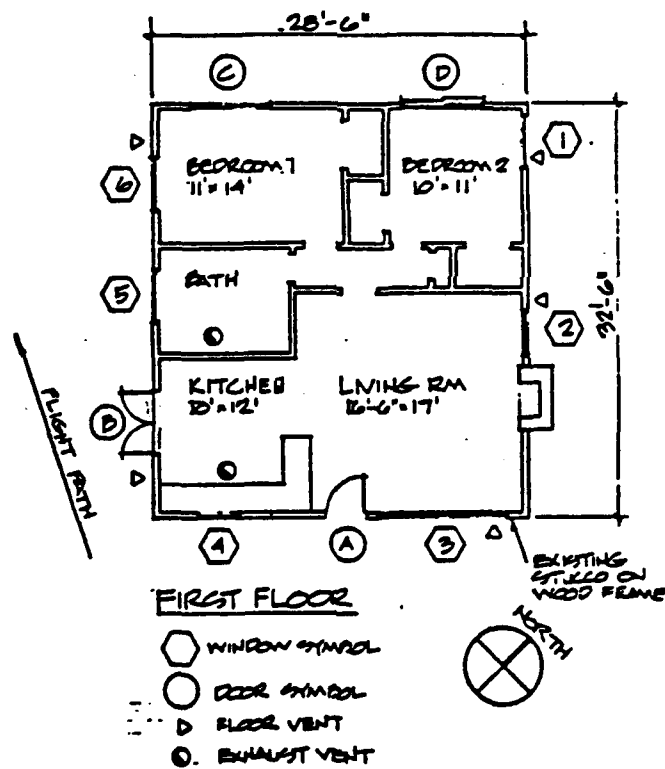 28'-6"
C
D
1
BEDROOM 1
11' × 14'
BEDROOM 2
10' × 11'
6
5
BATH
2
32'-6"
FLIGHT PATH
B
KITCHEN
10' × 12'
LIVING RM
16'-6" × 17'
4
A
3
EXISTING
STUCCO ON
WOOD FRAME
FIRST FLOOR
NORTH
WINDOW SYMBOL
DOOR SYMBOL
FLOOR VENT
EXHAUST VENT